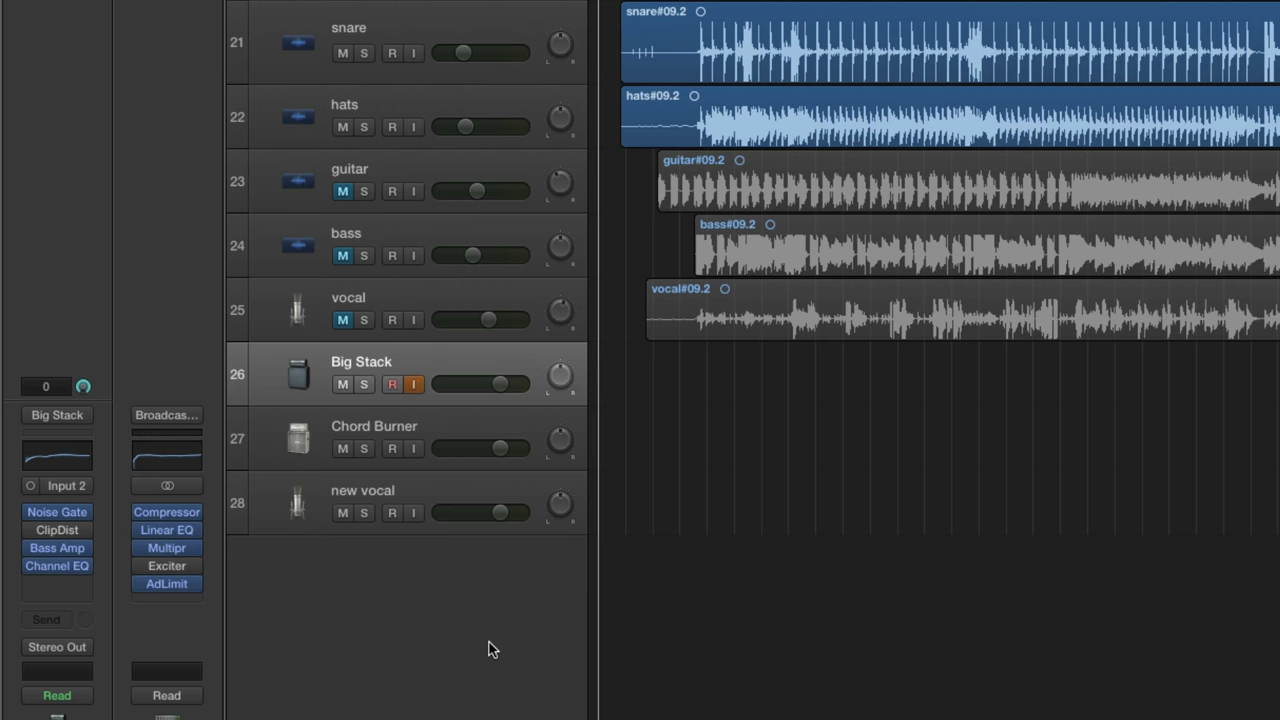 0
Big Stack
Input 2
Noise Gate
ClipDist
Bass Amp
Channel EQ
Send
Stereo Out
Read
Broadcas...
Compressor
Linear EQ
Multipr
Exciter
AdLimit
Read
21 snare
M S R I
L R
22 hats
M S R I
L R
23 guitar
M S R I
L R
24 bass
M S R I
L R
25 vocal
M S R I
L R
26 Big Stack
M S R I
L R
27 Chord Burner
M S R I
L R
28 new vocal
M S R I
L R
snare#09.2
hats#09.2
guitar#09.2
bass#09.2
vocal#09.2